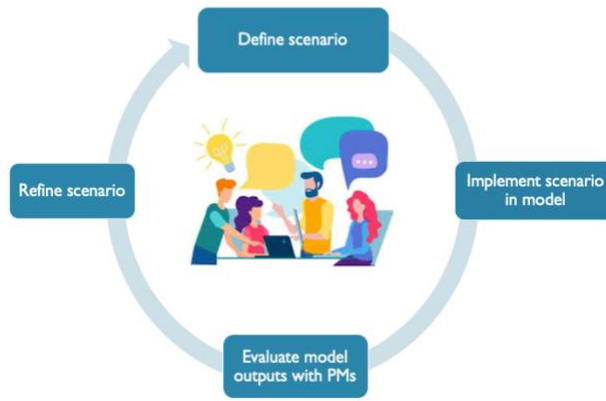 Define scenario
Implement scenario
in model
Evaluate model
outputs with PMs
Refine scenario